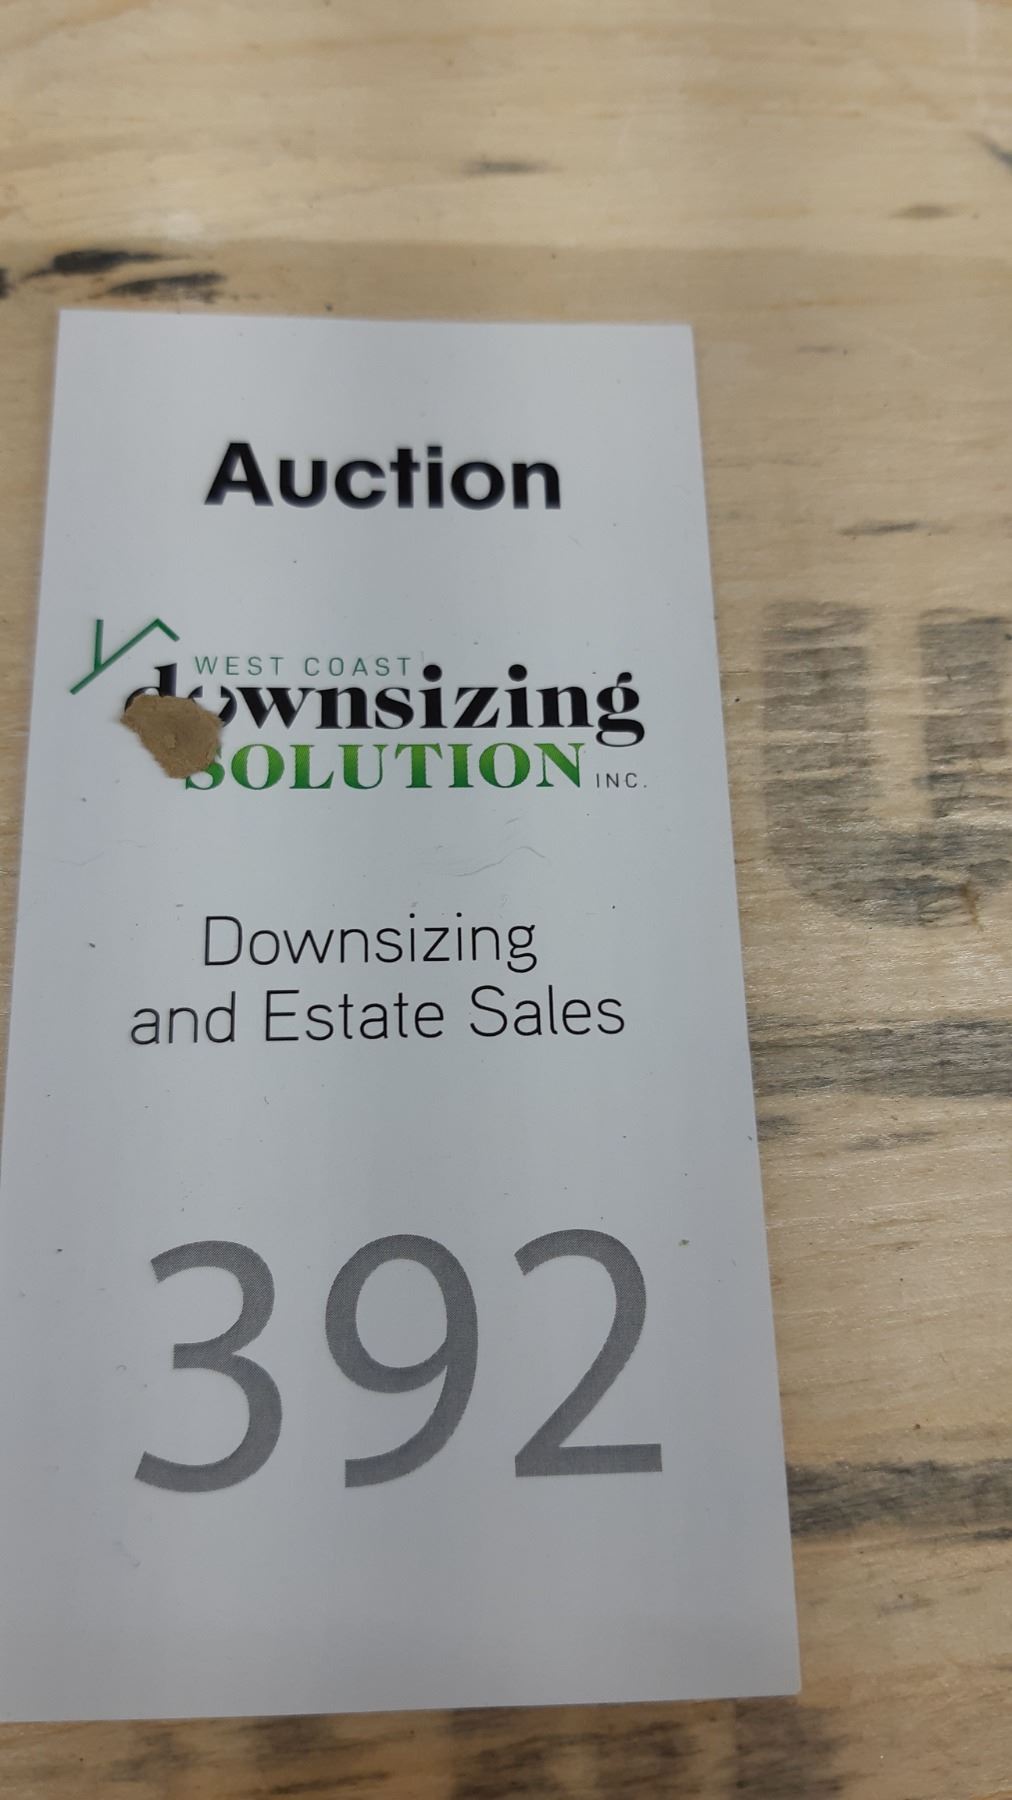 Auction
WEST COAST
downsizing
SOLUTION INC.
Downsizing
and Estate Sales
392